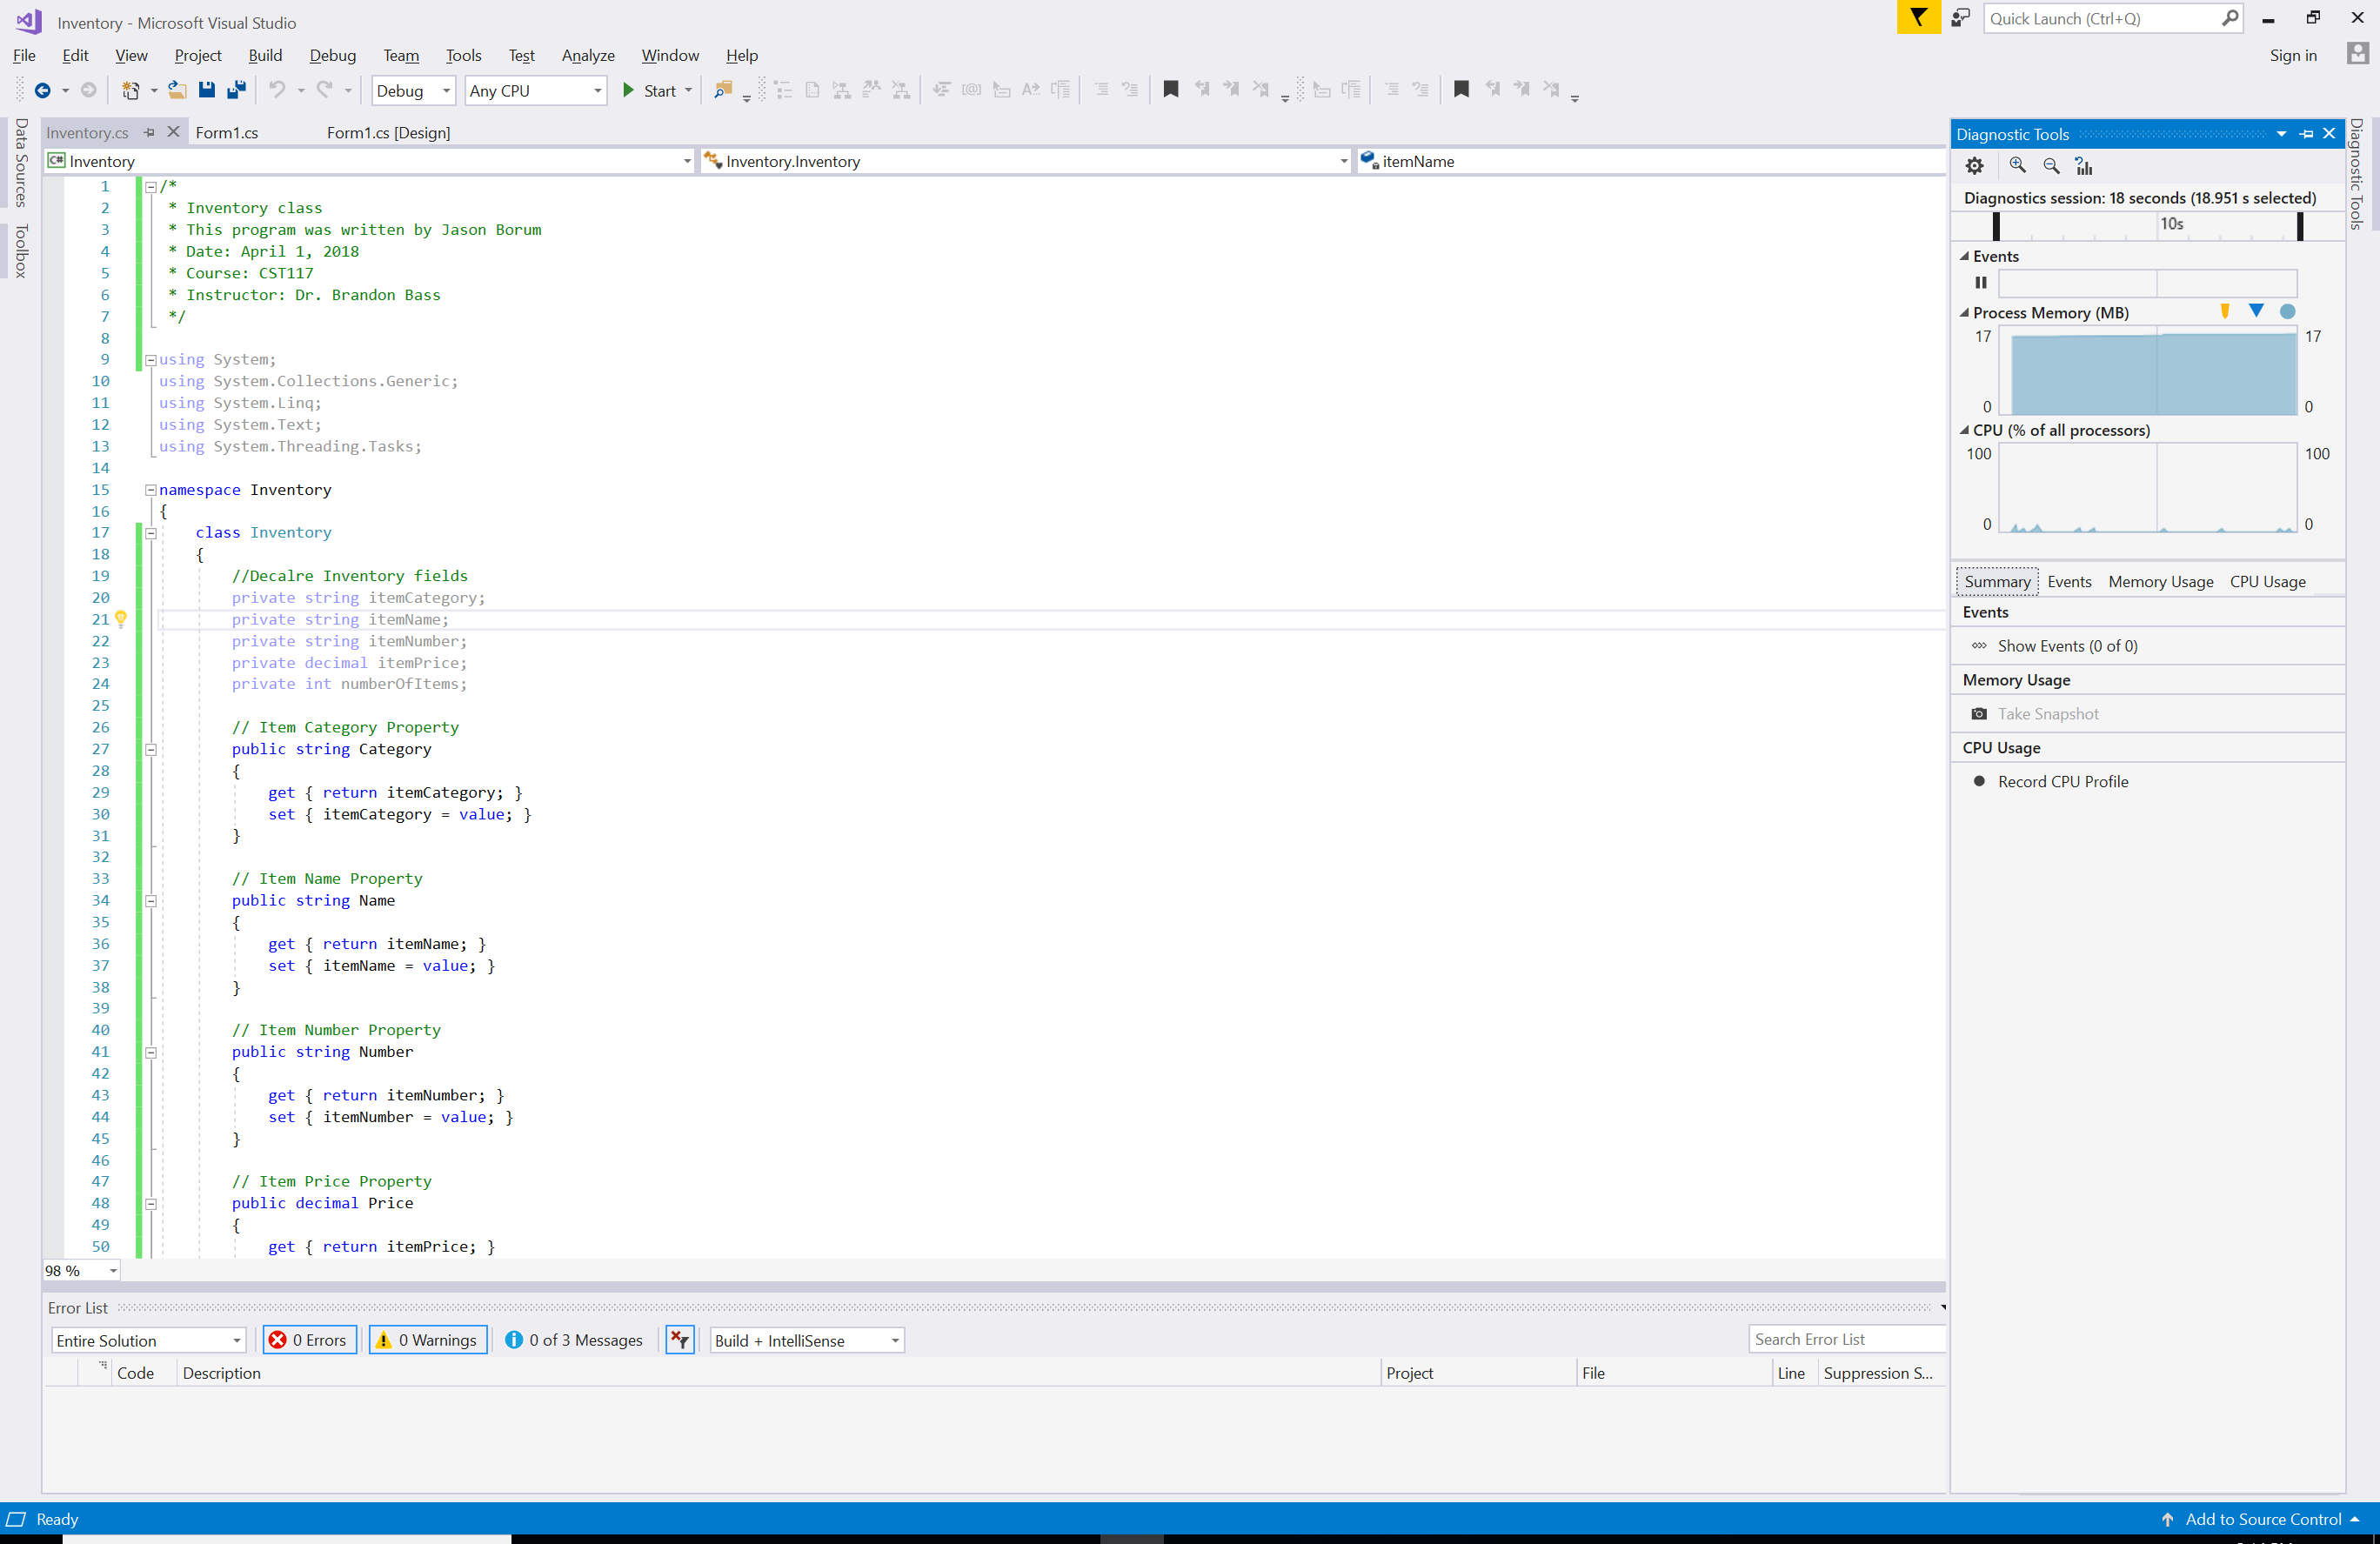 Inventory - Microsoft Visual Studio
Quick Launch (Ctrl+Q)
File Edit View Project Build Debug Team Tools Test Analyze Window Help
Sign in
Debug Any CPU Start
Data Sources
Toolbox
Inventory.cs Form1.cs Form1.cs [Design]
Inventory Inventory.Inventory itemName
1 /*
2 * Inventory class
3 * This program was written by Jason Borum
4 * Date: April 1, 2018
5 * Course: CST117
6 * Instructor: Dr. Brandon Bass
7 */
8
9 using System;
10 using System.Collections.Generic;
11 using System.Linq;
12 using System.Text;
13 using System.Threading.Tasks;
14
15 namespace Inventory
16 {
17 class Inventory
18 {
19 //Decalre Inventory fields
20 private string itemCategory;
21 private string itemName;
22 private string itemNumber;
23 private decimal itemPrice;
24 private int numberOfItems;
25
26 // Item Category Property
27 public string Category
28 {
29 get { return itemCategory; }
30 set { itemCategory = value; }
31 }
32
33 // Item Name Property
34 public string Name
35 {
36 get { return itemName; }
37 set { itemName = value; }
38 }
39
40 // Item Number Property
41 public string Number
42 {
43 get { return itemNumber; }
44 set { itemNumber = value; }
45 }
46
47 // Item Price Property
48 public decimal Price
49 {
50 get { return itemPrice; }
98 %
Error List
Entire Solution 0 Errors 0 Warnings 0 of 3 Messages Build + IntelliSense Search Error List
Code Description Project File Line Suppression S...
Diagnostic Tools
Diagnostic Tools
Diagnostics session: 18 seconds (18.951 s selected)
10s
Events
Process Memory (MB)
17 17
0 0
CPU (% of all processors)
100 100
0 0
Summary Events Memory Usage CPU Usage
Events
Show Events (0 of 0)
Memory Usage
Take Snapshot
CPU Usage
Record CPU Profile
Ready Add to Source Control